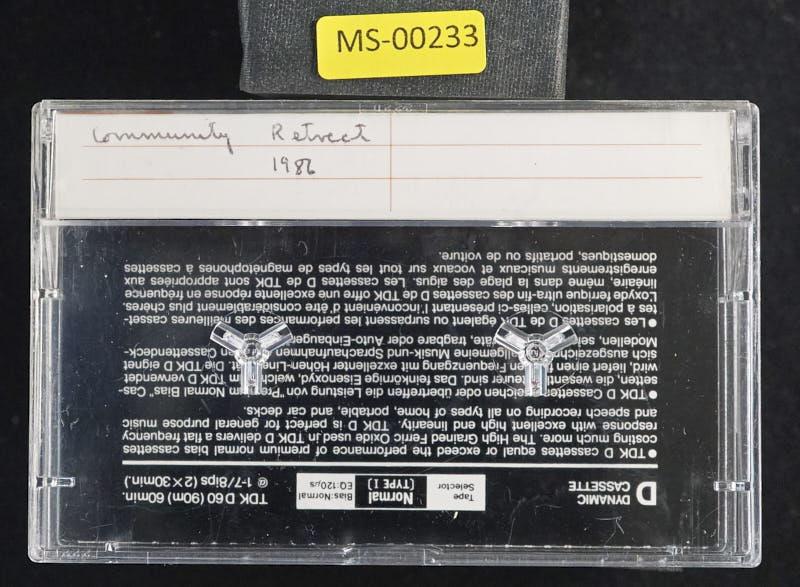 MS-00233
Community Retreat
1986
D DYNAMIC CASSETTE
Tape Selector Normal [TYPE I] Bias:Normal EQ:120μs
TDK D60 (90m) 60min.
@ 1-7/8ips (2×30min.)
● TDK D cassettes equal or exceed the performance of premium normal bias cassettes
costing much more. The High Grained Ferric Oxide used in TDK D delivers a flat frequency
response with excellent high end linearity. TDK D is perfect for general purpose music
and speech recording on all types of home, portable, and car decks.
● TDK D Cassetten gleichen oder übertreffen die Leistung von "Premium Normal Bias" Cas-
setten, die teurer sind. Das feinkörnige Eisenoxyd, in TDK D verwendet
wird, liefert einen Frequenzgang mit excellenter Höhen- Die TDK D eignet
sich allgemeine Musik-und Sprachaufnahmen Cassettendeck-
Modellen, tragbare oder
● Les cassettes D de TDK égalent ou surpassent les performances des meilleures casset-
tes à polarisation, celles-ci présentant l'inconvénient d'être considérablement plus chères.
L'oxyde férrique ultra-fin des cassettes D de TDK offre une excellente réponse en fréquence
linéaire, même dans la plage des aigus. Les cassettes D de TDK sont appropriées aux
enregistrements musicaux et vocaux sur tout les types de magnétophones à cassettes
domestiques, portatifs ou de voiture.